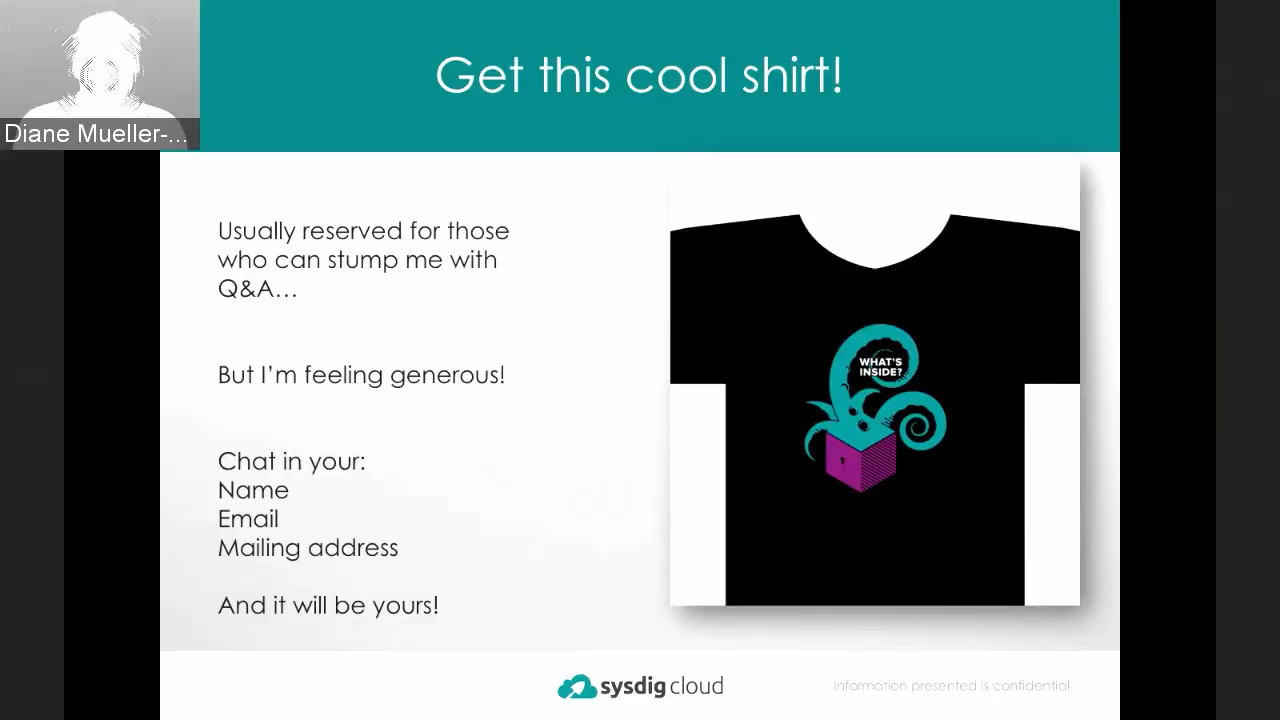 Get this cool shirt!
Diane Mueller-...
Usually reserved for those
who can stump me with
Q&A…
But I'm feeling generous!
Chat in your:
Name
Email
Mailing address
And it will be yours!
WHAT'S
INSIDE?
sysdig cloud
Information presented is confidential